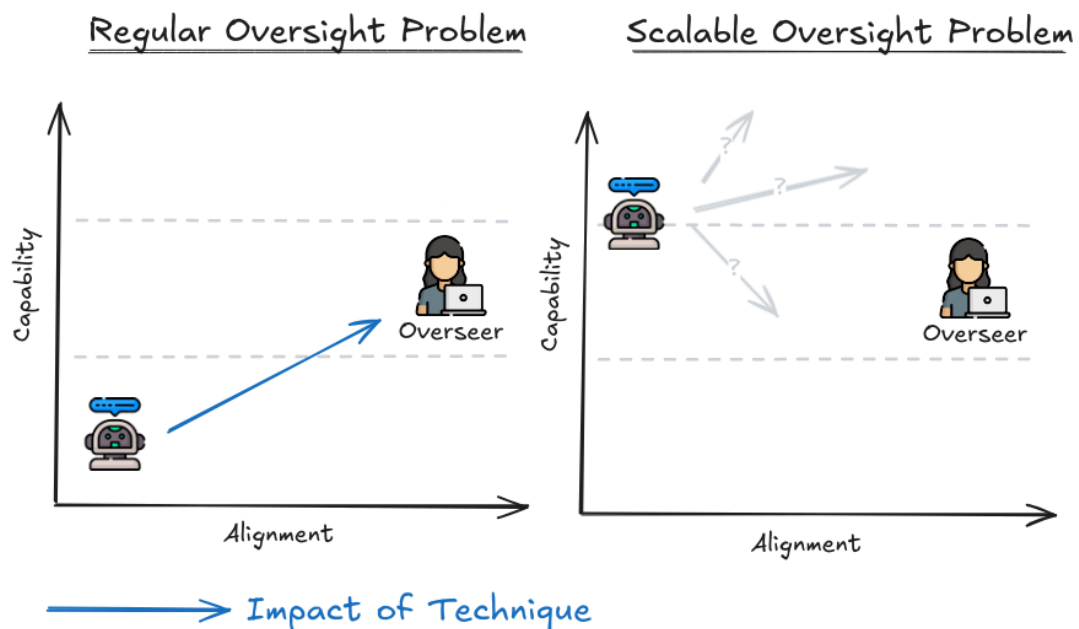 Regular Oversight Problem
Scalable Oversight Problem
?
?
?
Capability
Overseer
Capability
Overseer
Alignment
Alignment
Impact of Technique